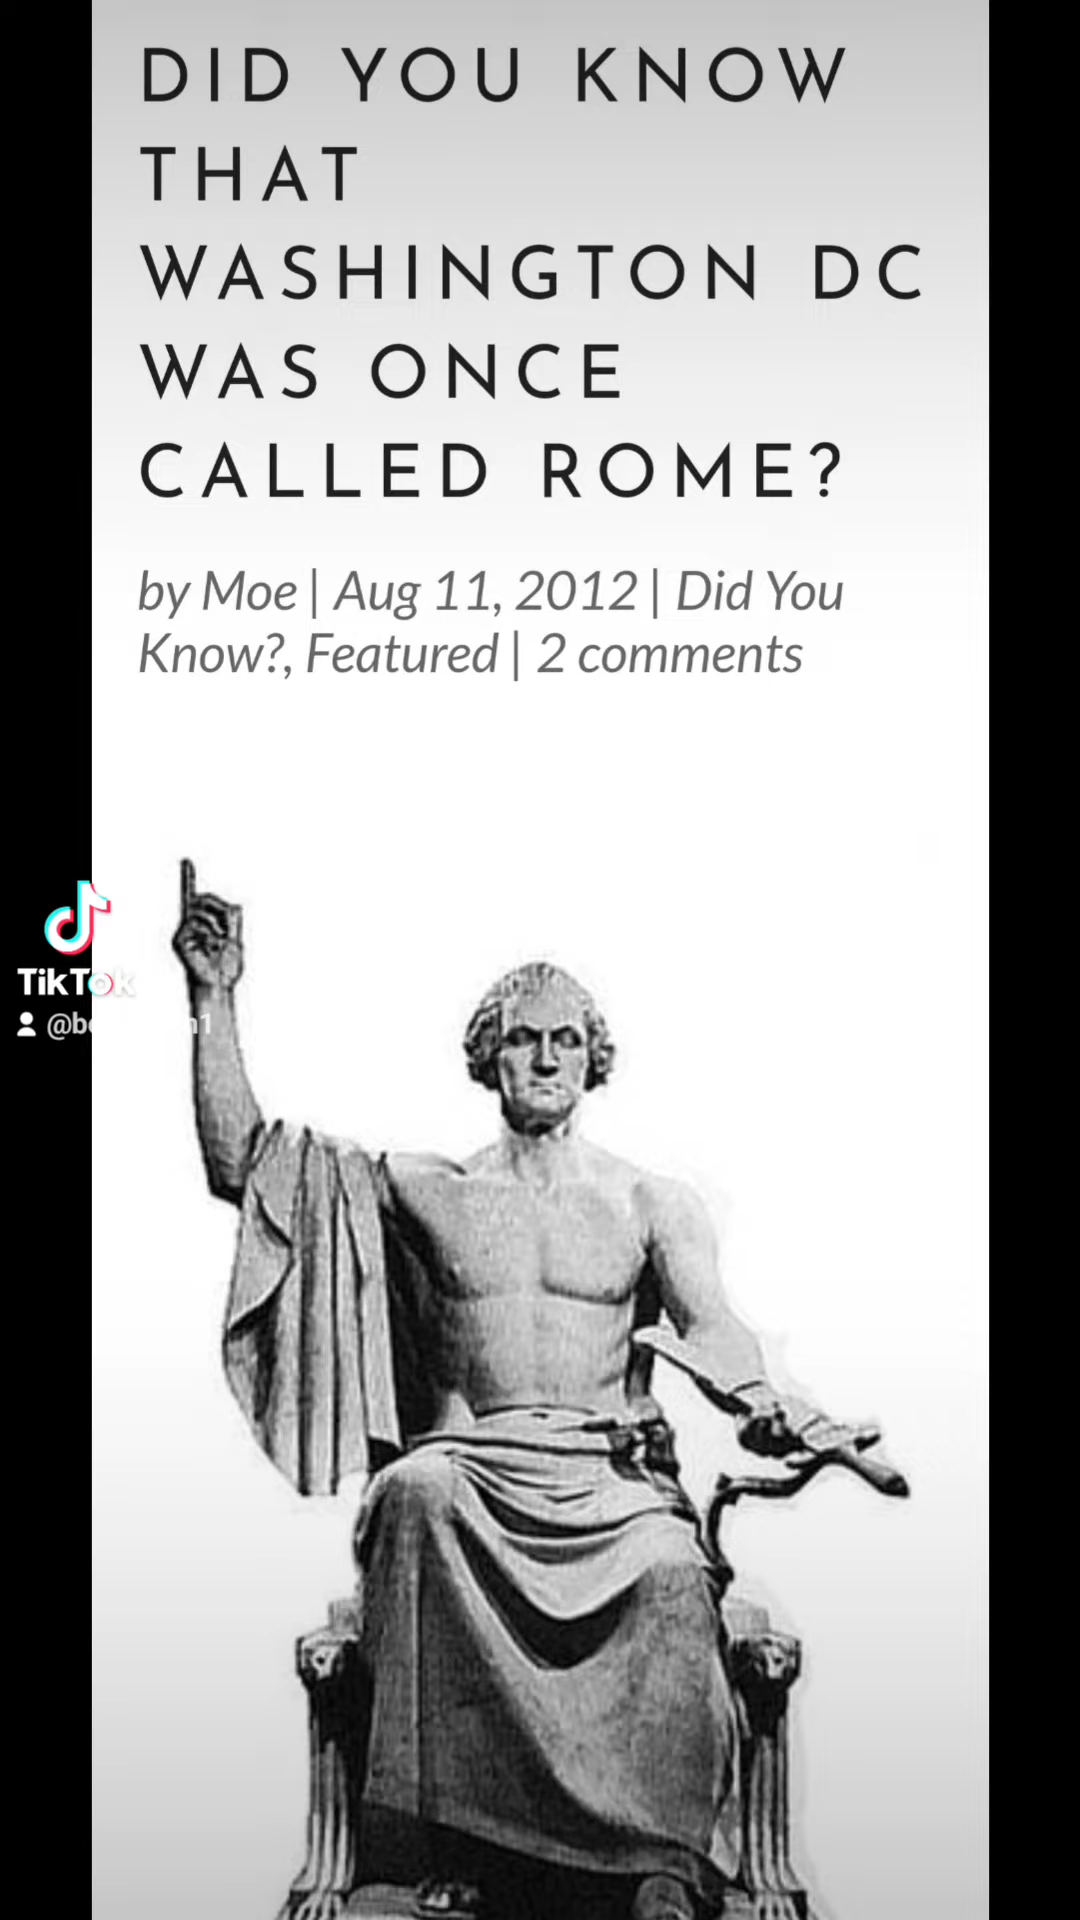 DID YOU KNOW
THAT
WASHINGTON DC
WAS ONCE
CALLED ROME?
by Moe | Aug 11, 2012 | Did You
Know?, Featured | 2 comments
TikTok